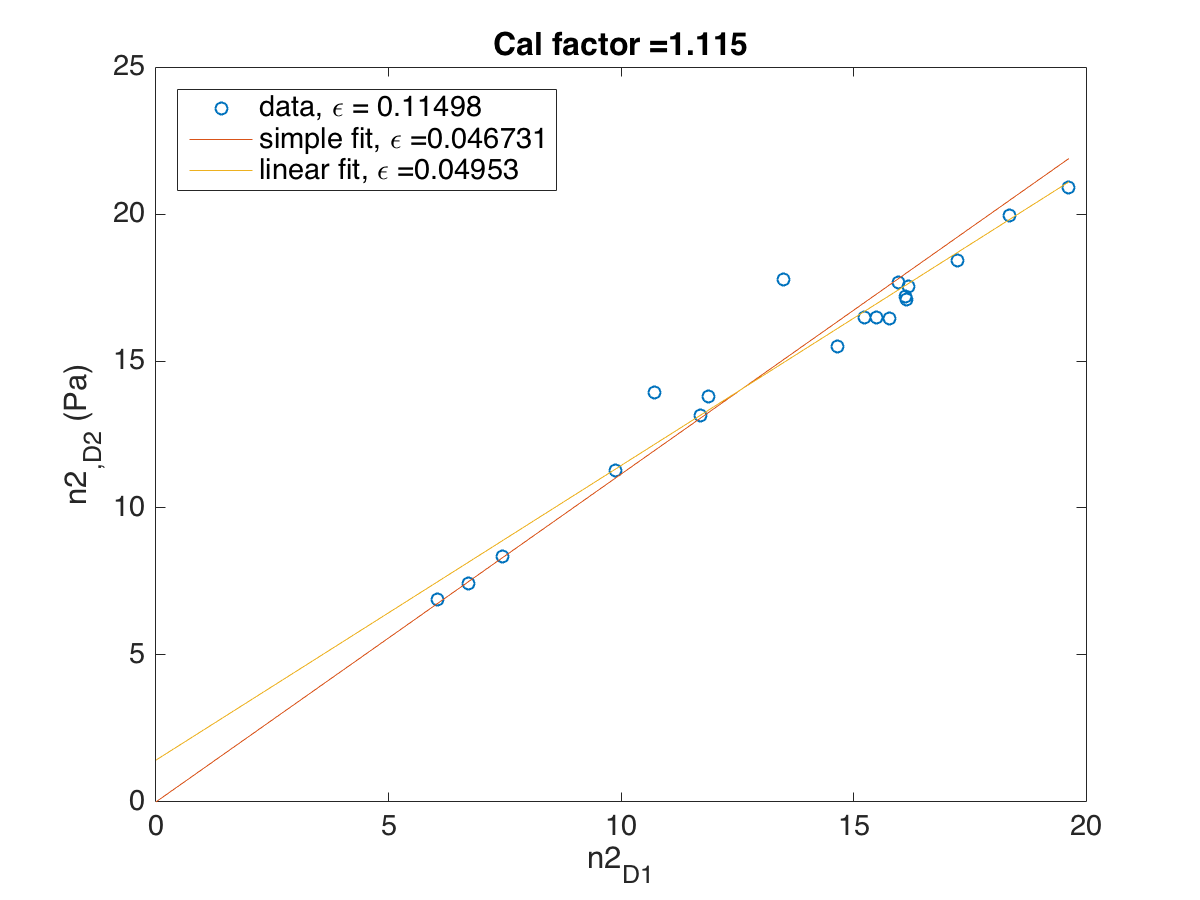 Cal factor =1.115
25
20
15
10
5
0
data, ϵ = 0.11498
simple fit, ϵ =0.046731
linear fit, ϵ =0.04953
n2,D2 (Pa)
0 5 10 15 20
n2D1